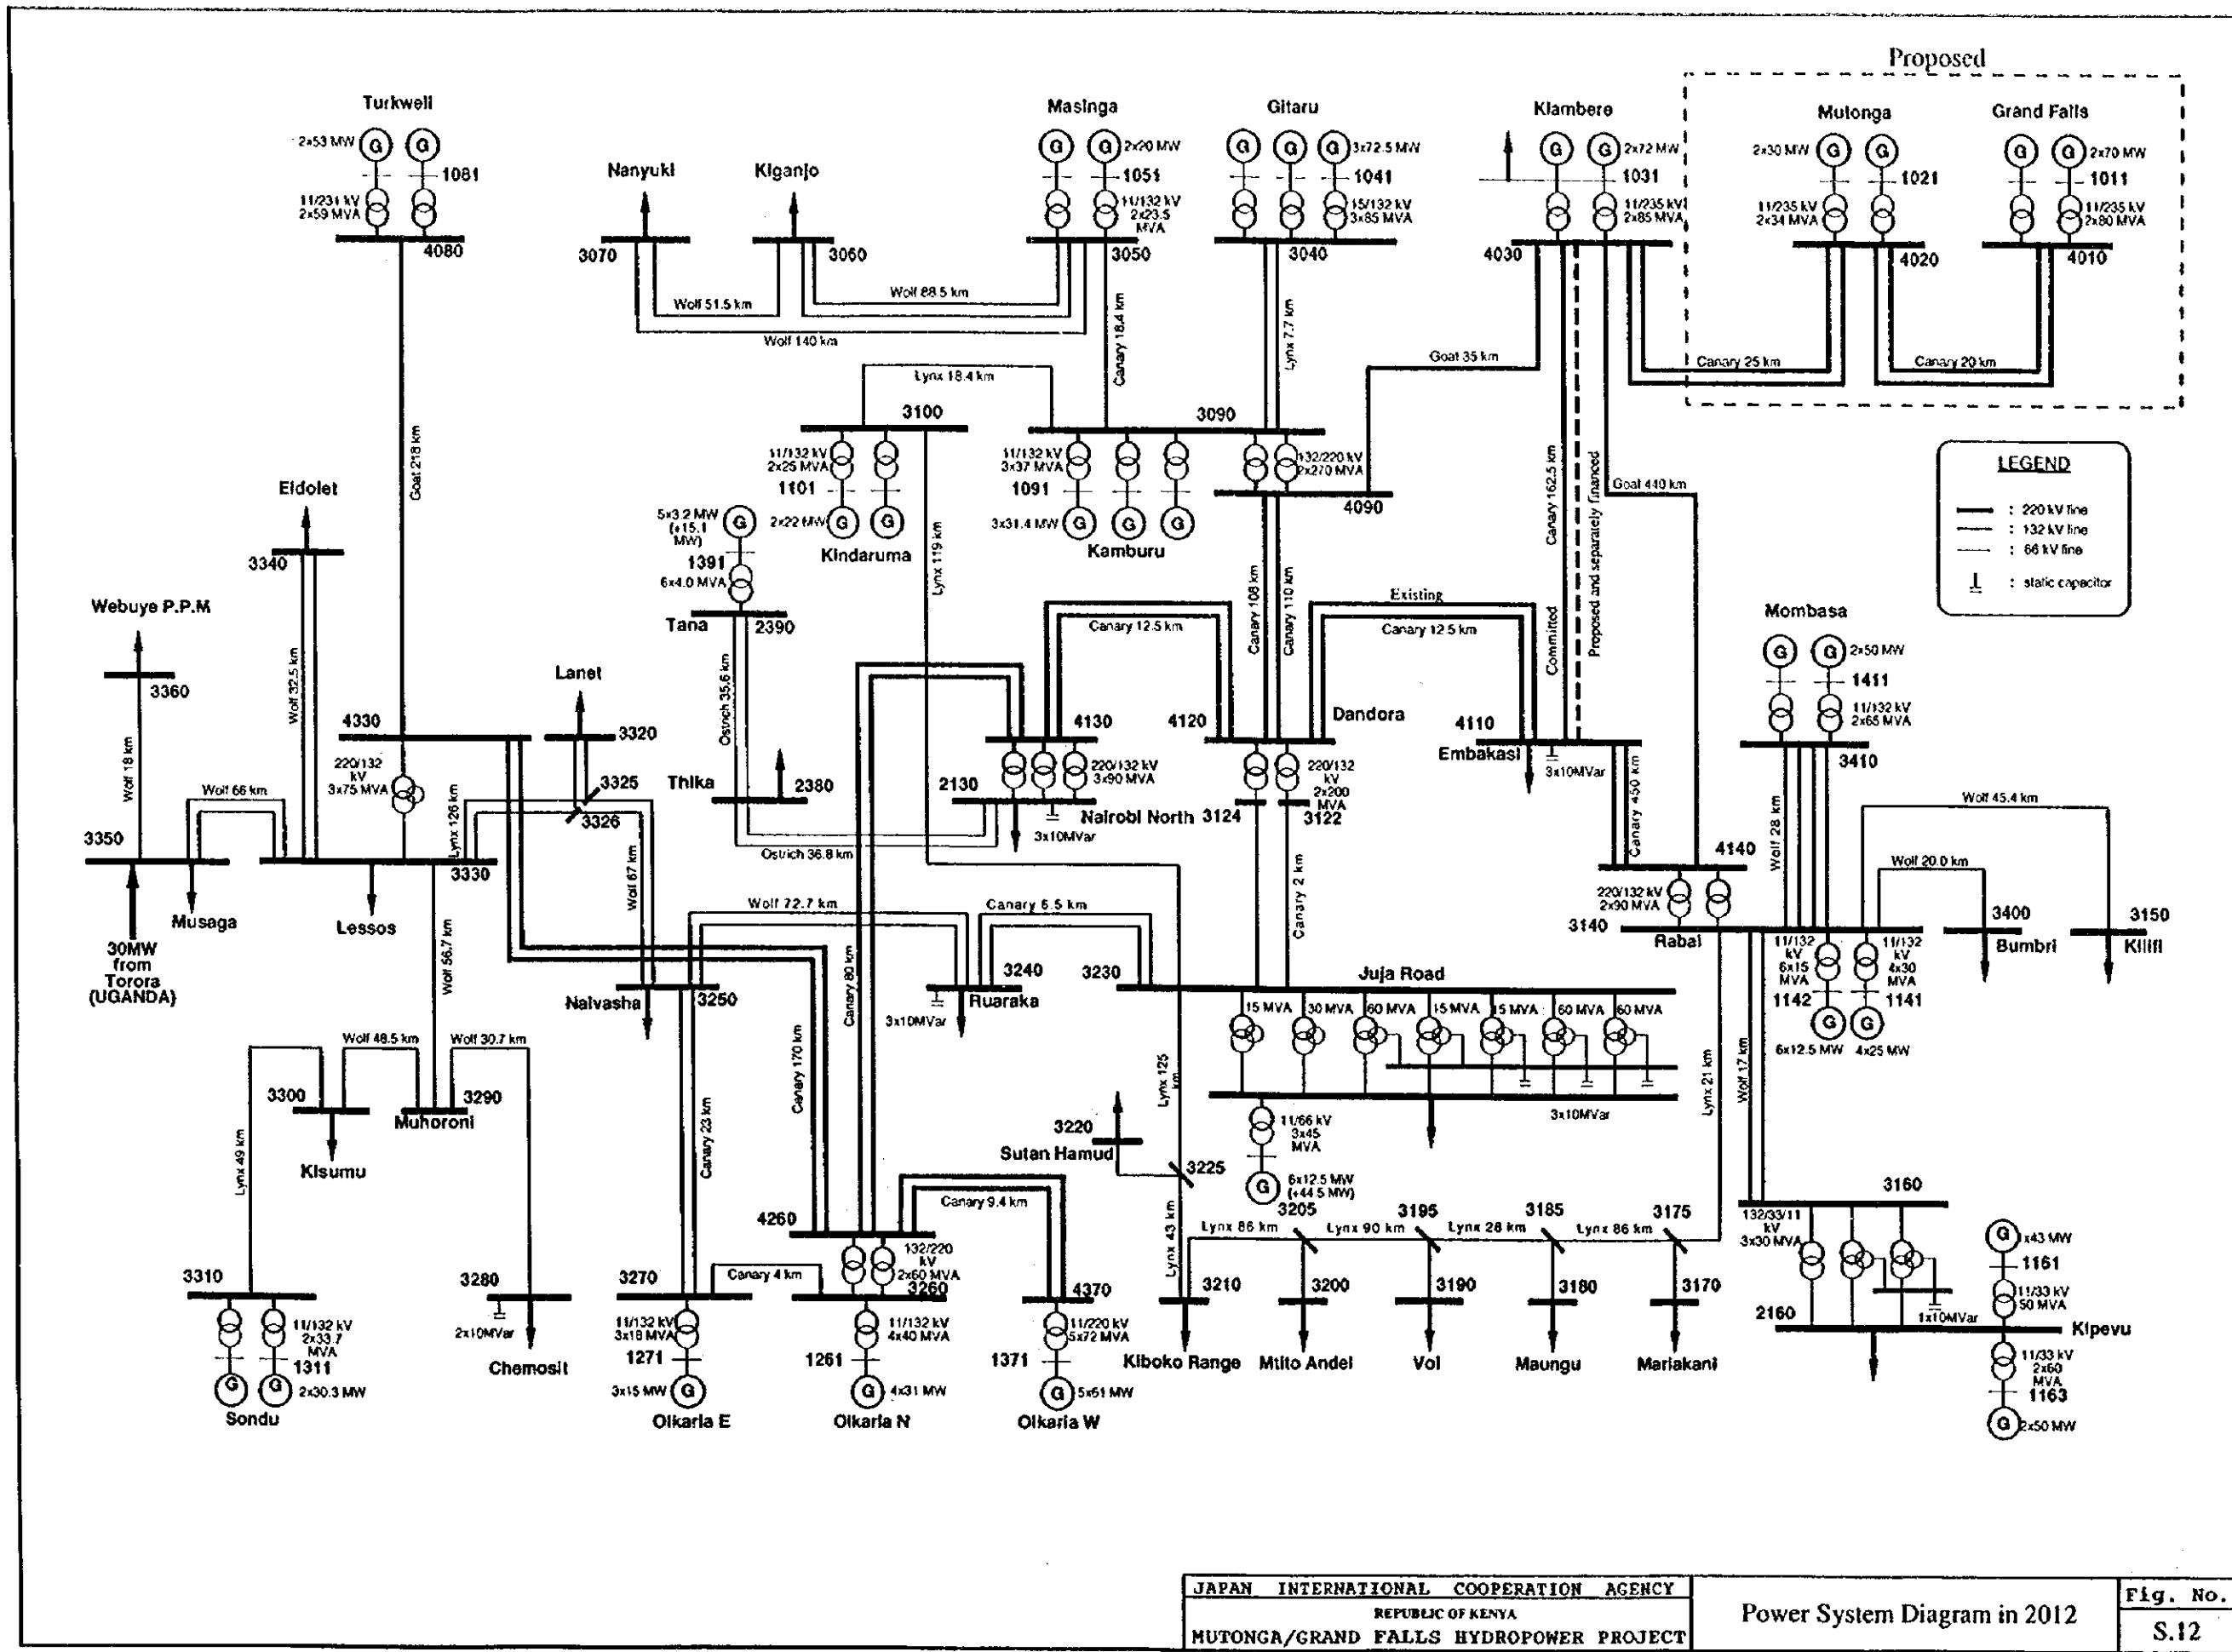 Proposed
Turkwell
2x53 MW
G
G
1081
11/231 kV
2x59 MVA
4080
Nanyuki
3070
Kiganjo
3060
Masinga
G
G
2x20 MW
1051
11/132 kV
2x23.5
MVA
3050
Gitaru
G
G
G
3x72.5 MW
1041
15/132 kV
3x85 MVA
3040
Kiambere
G
G
2x72 MW
1031
11/235 kV
2x85 MVA
4030
Mutonga
2x30 MW
G
G
1021
11/235 kV
2x34 MVA
4020
Grand Falls
G
G
2x70 MW
1011
11/235 kV
2x80 MVA
4010
Wolf 88.5 km
Wolf 51.5 km
Wolf 140 km
Canary 18.4 km
Lynx 7.7 km
Goat 35 km
Canary 25 km
Canary 20 km
Lynx 18.4 km
Goat 218 km
3100
11/132 kV
2x25 MVA
1101
2x22 MW
G
G
Kindaruma
3090
11/132 kV
3x37 MVA
1091
3x31.4 MW
G
G
G
Kamburu
132/220 kV
2x270 MVA
4090
Canary 162.5 km
Proposed and separately financed
Committed
Goat 440 km
LEGEND
: 220 kV line
: 132 kV line
: 66 kV line
: static capacitor
Eldolet
3340
Wolf 32.5 km
5x3.2 MW
(+15.1
MW)
G
1391
6x4.0 MVA
Tana
2390
Ostrich 35.6 km
Lynx 119 km
Canary 108 km
Canary 110 km
Canary 12.5 km
Existing
Canary 12.5 km
Webuye P.P.M
3360
Wolf 18 km
Mombasa
G
G
2x50 MW
1411
11/132 kV
2x65 MVA
3410
Lanet
3320
3325
3326
4330
220/132
kV
3x75 MVA
Lynx 126 km
Thika
2380
4130
220/132 kV
3x90 MVA
2130
Nairobi North
3x10MVar
Ostrich 36.8 km
4120
Dandora
220/132
kV
2x200
MVA
3124
3122
4110
Embakasi
3x10MVar
Canary 450 km
Wolf 28 km
Wolf 45.4 km
Wolf 20.0 km
Wolf 66 km
3350
Musaga
30MW
from
Torora
(UGANDA)
3330
Lessos
Wolf 56.7 km
Wolf 67 km
Wolf 72.7 km
Canary 6.5 km
Canary 2 km
4140
220/132 kV
2x90 MVA
3140
Rabai
11/132
kV
6x15
MVA
1142
G
6x12.5 MW
11/132
kV
4x30
MVA
1141
G
4x25 MW
3400
Bumbri
3150
Kilifi
Naivasha
3250
3x10MVar
3240
Ruaraka
3230
Juja Road
15 MVA
30 MVA
60 MVA
15 MVA
15 MVA
60 MVA
60 MVA
3x10MVar
11/66 kV
3x45
MVA
G
6x12.5 MW
(+44.5 MW)
Canary 80 km
Canary 170 km
Canary 23 km
Wolf 48.5 km
Wolf 30.7 km
3300
Kisumu
3290
Muhoroni
Lynx 49 km
Lynx 125
km
3220
Sutan Hamud
3225
Lynx 43 km
Lynx 21 km
Wolf 17 km
Canary 9.4 km
4260
132/220
kV
2x60 MVA
3260
Canary 4 km
3310
11/132 kV
2x33.7
MVA
1311
G
G
2x30.3 MW
Sondu
3280
2x10MVar
Chemosit
3270
11/132 kV
3x18 MVA
1271
3x15 MW
G
Olkaria E
11/132 kV
4x40 MVA
1261
G
4x31 MW
Olkaria N
4370
11/220 kV
5x72 MVA
1371
G
5x61 MW
Olkaria W
Lynx 86 km
3205
Lynx 90 km
3195
Lynx 28 km
3185
Lynx 86 km
3175
3210
Kiboko Range
3200
Mtito Andei
3190
Voi
3180
Maungu
3170
Mariakani
3160
132/33/11
kV
3x30 MVA
1x10MVar
2160
Kipevu
G
x43 MW
1161
11/33 kV
50 MVA
11/33 kV
2x60
MVA
1163
G
2x50 MW
JAPAN INTERNATIONAL COOPERATION AGENCY
REPUBLIC OF KENYA
MUTONGA/GRAND FALLS HYDROPOWER PROJECT
Power System Diagram in 2012
Fig. No.
S.12